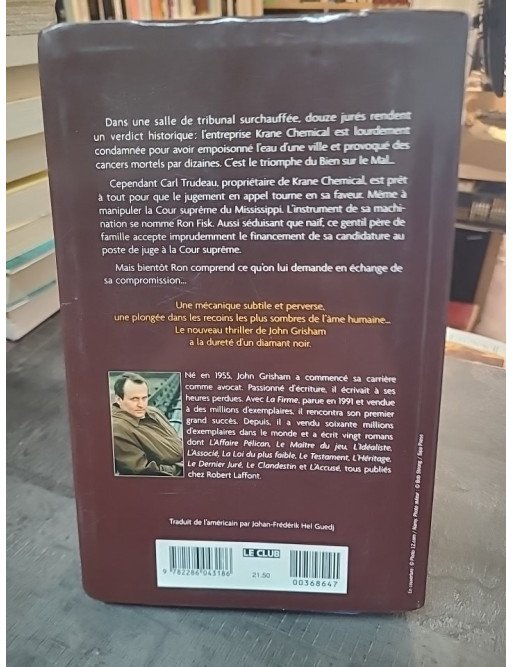 Dans une salle de tribunal surchauffée, douze jurés rendent
un verdict historique: l'entreprise Krane Chemical est lourdement
condamnée pour avoir empoisonné l'eau d'une ville et provoqué des
cancers mortels par dizaines. C'est le triomphe du Bien sur le Mal...
Cependant Carl Trudeau, propriétaire de Krane Chemical, est prêt
à tout pour que le jugement en appel tourne en sa faveur. Même à
manipuler la Cour suprême du Mississippi. L'instrument de sa machi-
nation se nomme Ron Fisk. Aussi séduisant que naïf, ce gentil père de
famille accepte imprudemment le financement de sa candidature au
poste de juge à la Cour suprême.
Mais bientôt Ron comprend ce qu'on lui demande en échange de
sa compromission...
Une mécanique subtile et perverse,
une plongée dans les recoins les plus sombres de l'âme humaine...
Le nouveau thriller de John Grisham
a la dureté d'un diamant noir.
Né en 1955, John Grisham a commencé sa carrière
comme avocat. Passionné d'écriture, il écrivait à ses
heures perdues. Avec La Firme, parue en 1991 et vendue
à des millions d'exemplaires, il rencontra son premier
grand succès. Depuis, il a vendu soixante millions
d'exemplaires dans le monde et a écrit vingt romans
dont L'Affaire Pélican, Le Maître du jeu, L'Idéaliste,
L'Associé, La Loi du plus faible, Le Testament, L'Héritage,
Le Dernier Juré, Le Clandestin et L'Accusé, tous publiés
chez Robert Laffont.
Traduit de l'américain par Johan-Frédérik Hel Guedj
LE CLUB
9 782286 043186
21.50
00368647